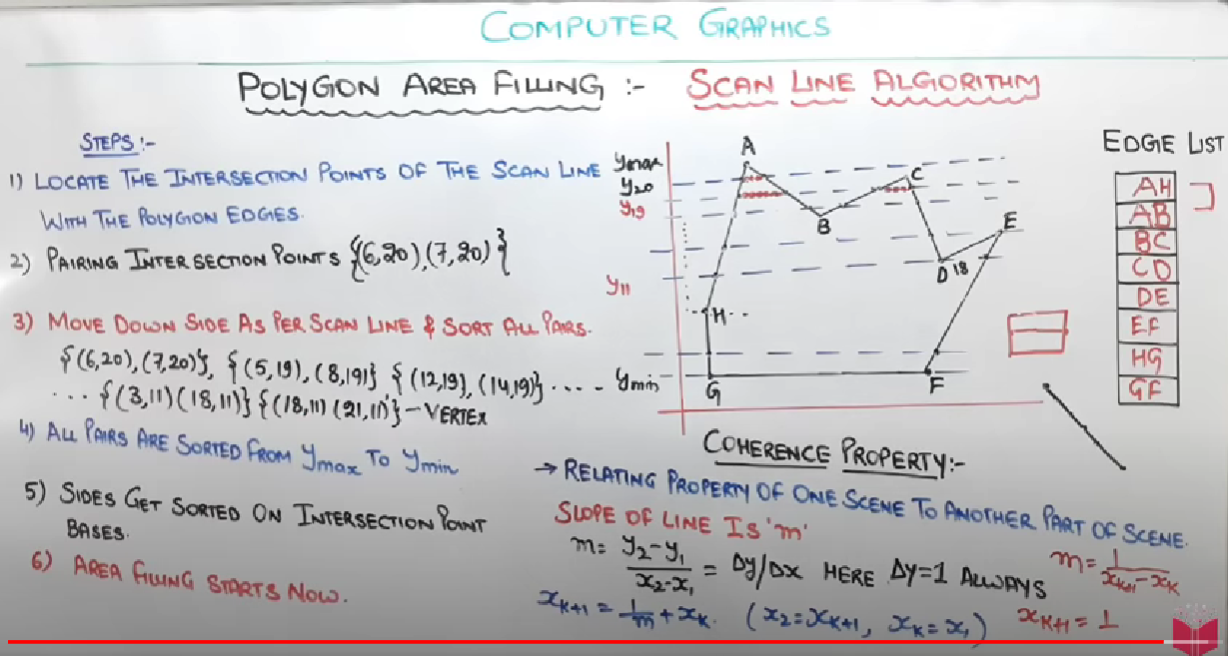 COMPUTER GRAPHICS
POLYGON AREA FILLING :- SCAN LINE ALGORITHM
STEPS :-
1) LOCATE THE INTERSECTION POINTS OF THE SCAN LINE
WITH THE POLYGON EDGES.
2) PAIRING INTERSECTION POINTS {(6,20),(7,20)}
3) MOVE DOWN SIDE AS PER SCAN LINE & SORT ALL PAIRS.
{(6,20),(7,20)}, {(5,19),(8,19)} {(12,19),(14,19)} ....
... {(3,11)(18,11)} {(18,11)(21,11)} - VERTEX
4) ALL PAIRS ARE SORTED FROM Ymax TO Ymin
5) SIDES GET SORTED ON INTERSECTION POINT
BASES.
6) AREA FILLING STARTS NOW.
Ymax
Y20
Y19
Y11
Ymin
A
B
C
D 18
E
H
G
F
EDGE LIST
AH
AB
BC
CD
DE
EF
HG
GF
COHERENCE PROPERTY:-
→ RELATING PROPERTY OF ONE SCENE TO ANOTHER PART OF SCENE.
SLOPE OF LINE IS 'm'
m = y2-y1 / x2-x1 = Δy/Δx HERE Δy=1 ALLWAYS
m = 1 / xk+1 - xk
xk+1 = 1/m + xk. (x2 = xk+1, xk = x1)
xk+1 = 1